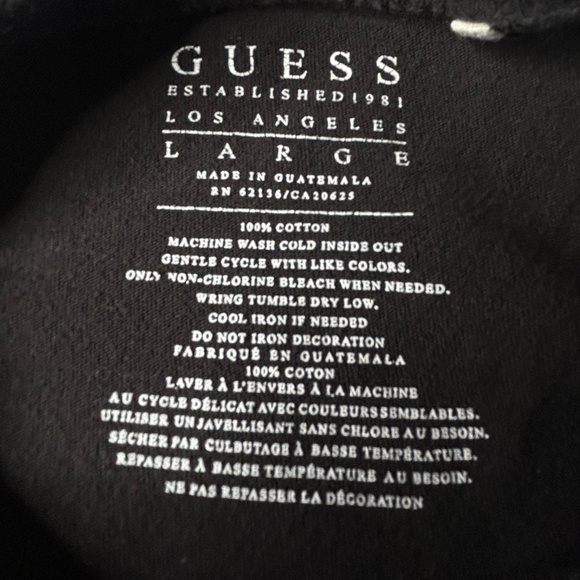 GUESS
ESTABLISHED 1981
LOS ANGELES
LARGE
MADE IN GUATEMALA
RN 62136/CA20625
100% COTTON
MACHINE WASH COLD INSIDE OUT
GENTLE CYCLE WITH LIKE COLORS.
ONLY NON-CHLORINE BLEACH WHEN NEEDED.
WRING TUMBLE DRY LOW.
COOL IRON IF NEEDED
DO NOT IRON DECORATION
FABRIQUÉ EN GUATEMALA
100% COTON
LAVER À L'ENVERS À LA MACHINE
AU CYCLE DÉLICAT AVEC COULEURS SEMBLABLES.
UTILISER UN JAVELLISANT SANS CHLORE AU BESOIN.
SÉCHER PAR CULBUTAGE À BASSE TEMPÉRATURE.
REPASSER À BASSE TEMPÉRATURE AU BESOIN.
NE PAS REPASSER LA DÉCORATION